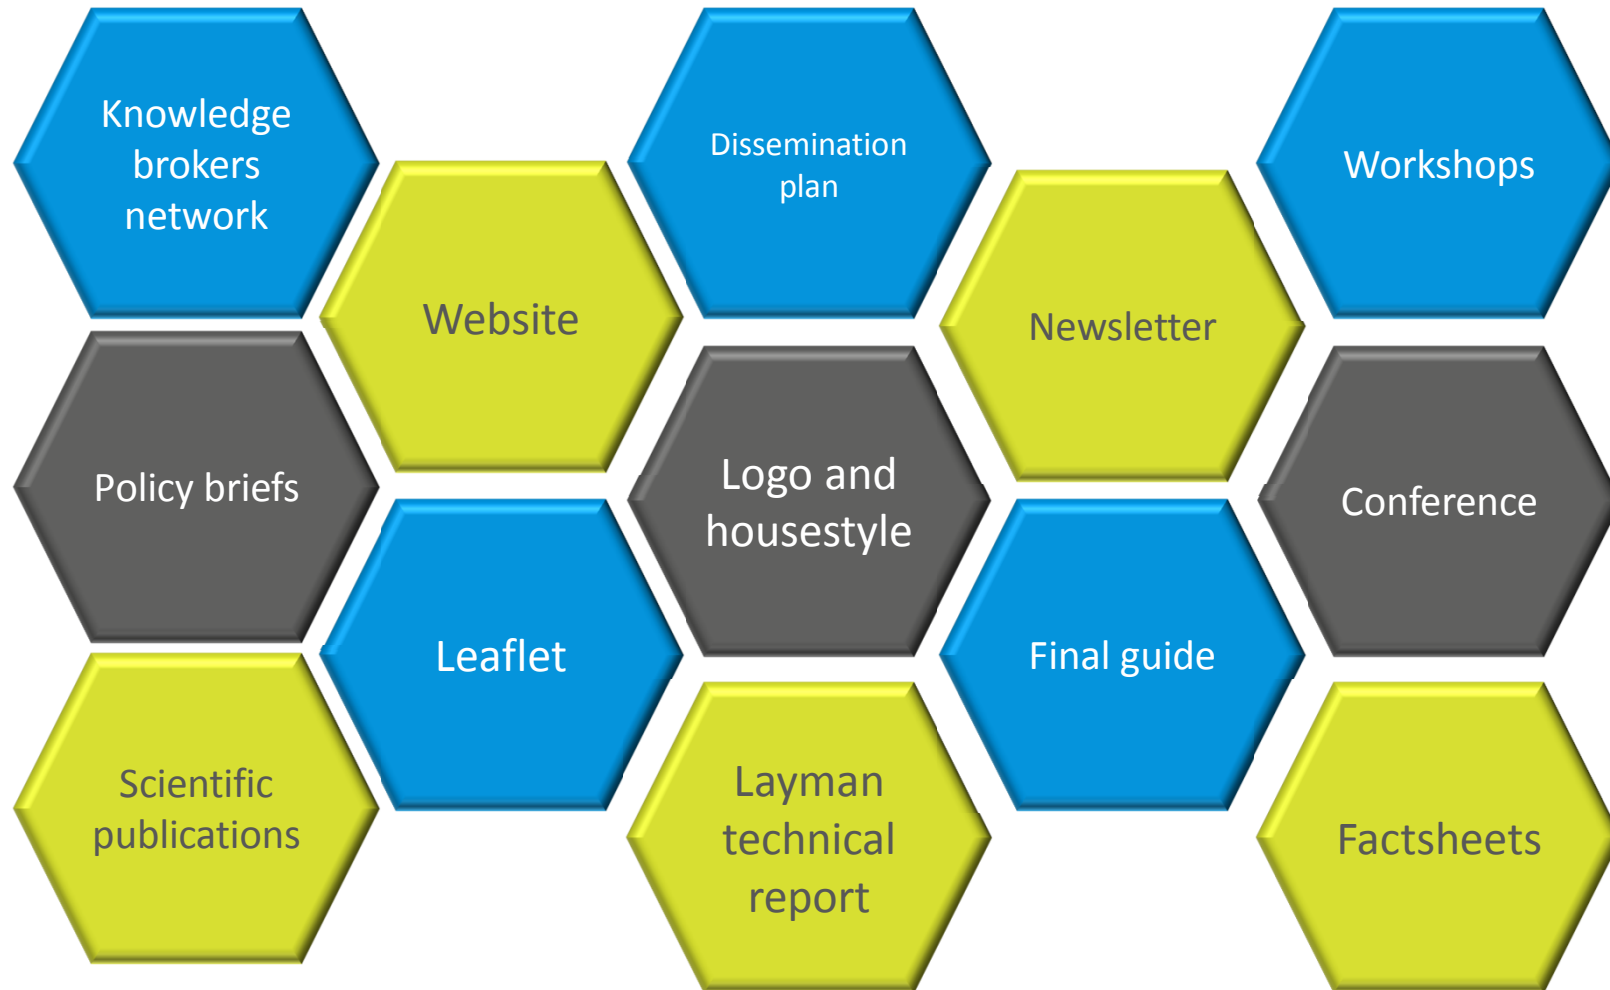 Knowledge
brokers
network
Dissemination
plan
Workshops
Website
Newsletter
Policy briefs
Logo and
housestyle
Conference
Leaflet
Final guide
Scientific
publications
Layman
technical
report
Factsheets